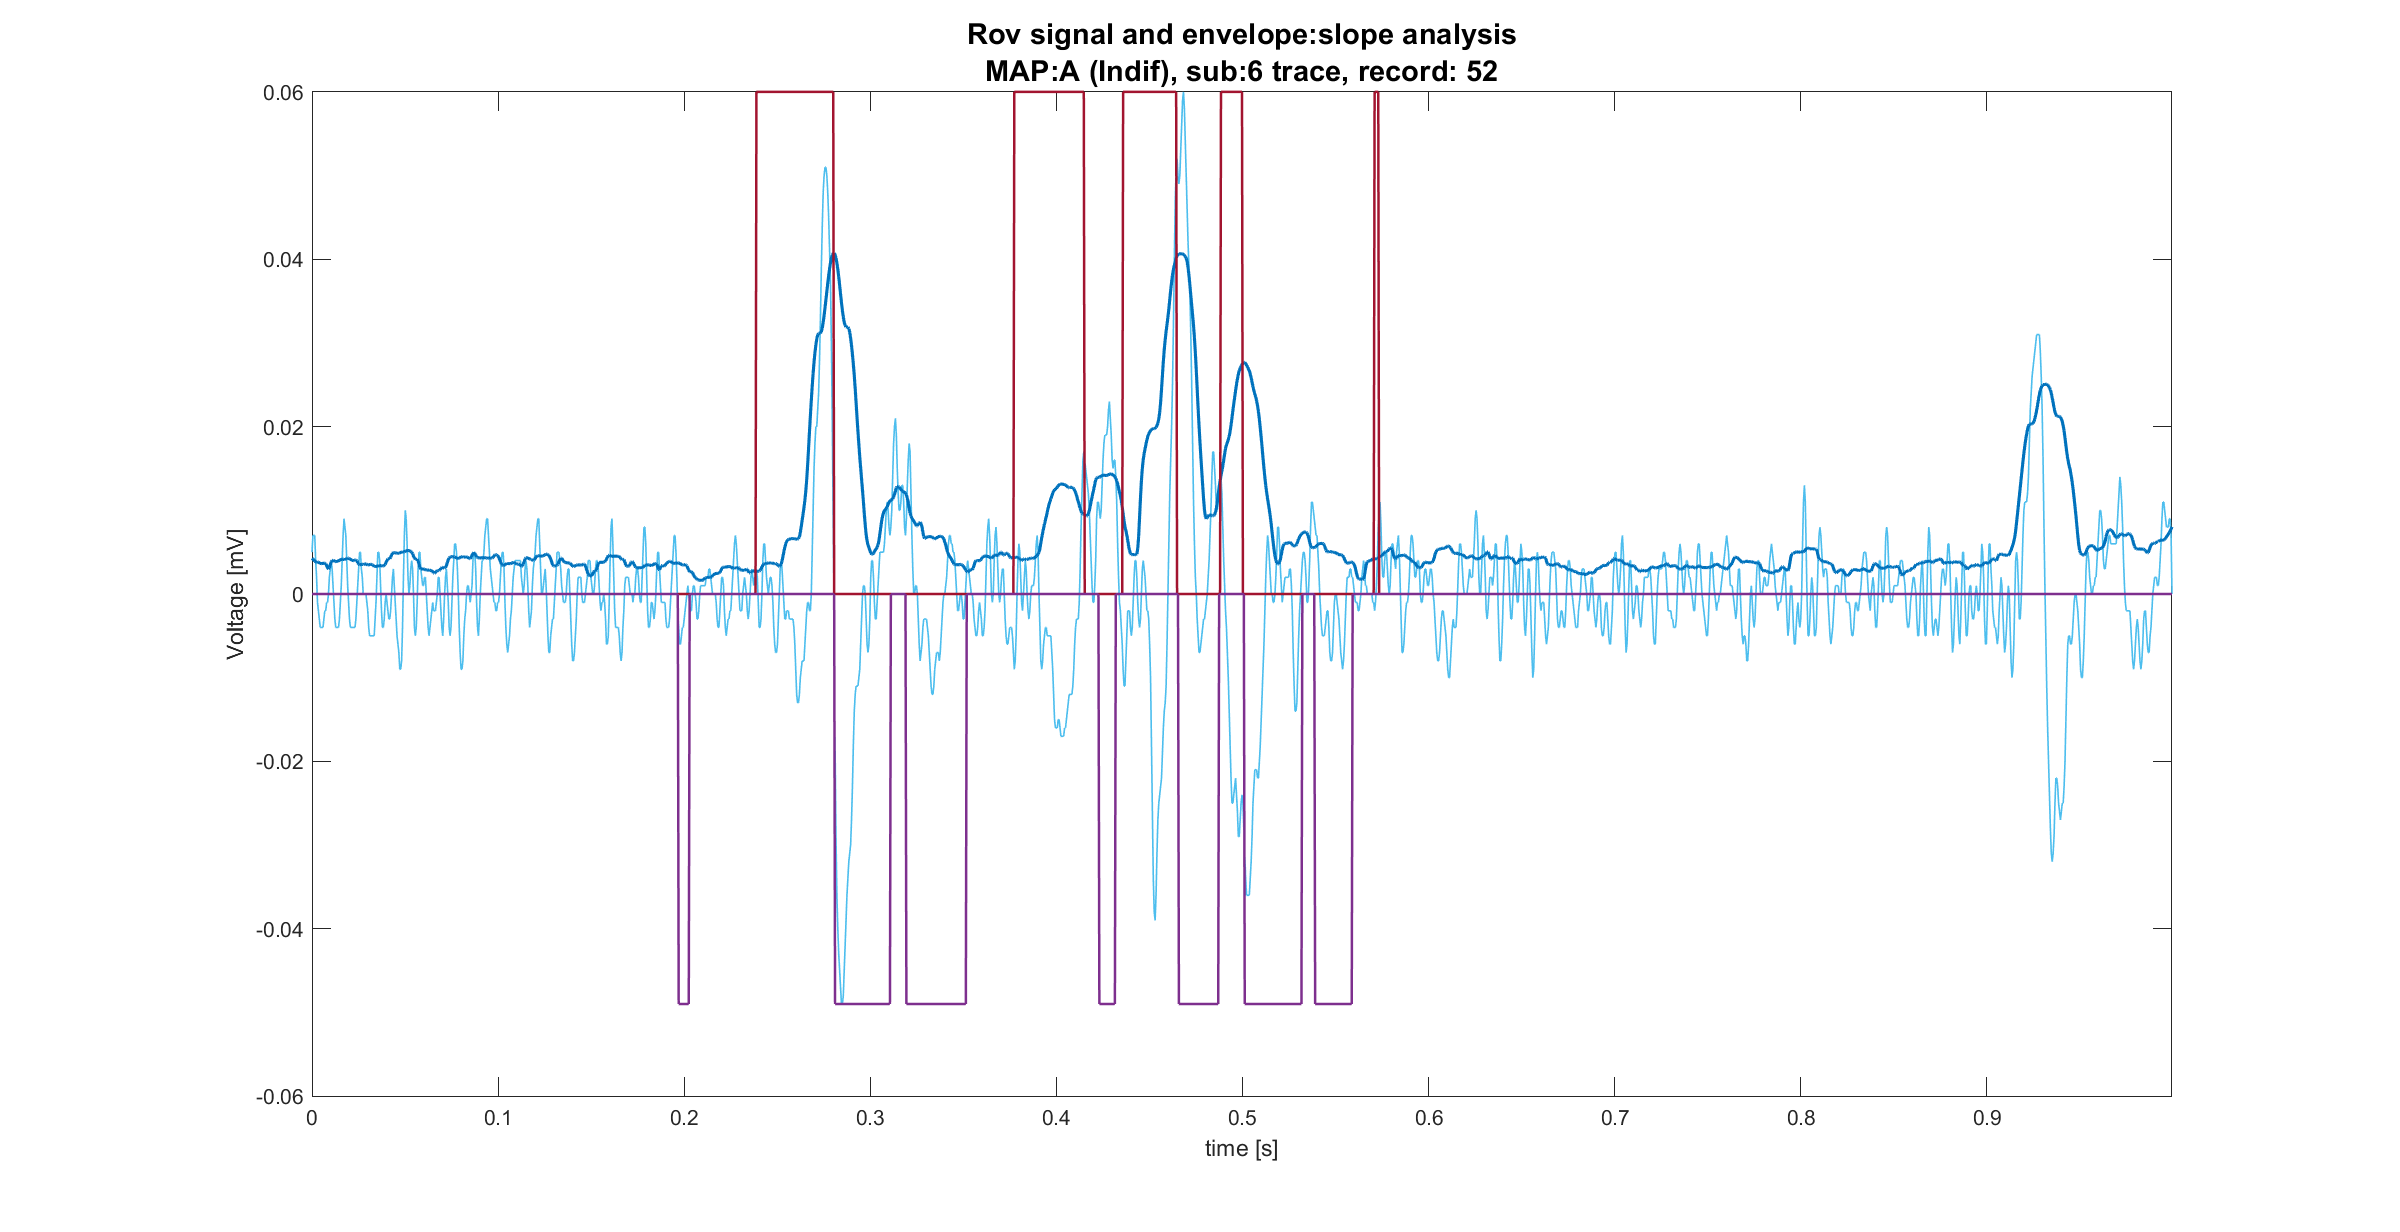 Rov signal and envelope:slope analysis
MAP:A (Indif), sub:6 trace, record: 52
0.06
0.04
0.02
0
-0.02
-0.04
-0.06
Voltage [mV]
0 0.1 0.2 0.3 0.4 0.5 0.6 0.7 0.8 0.9
time [s]